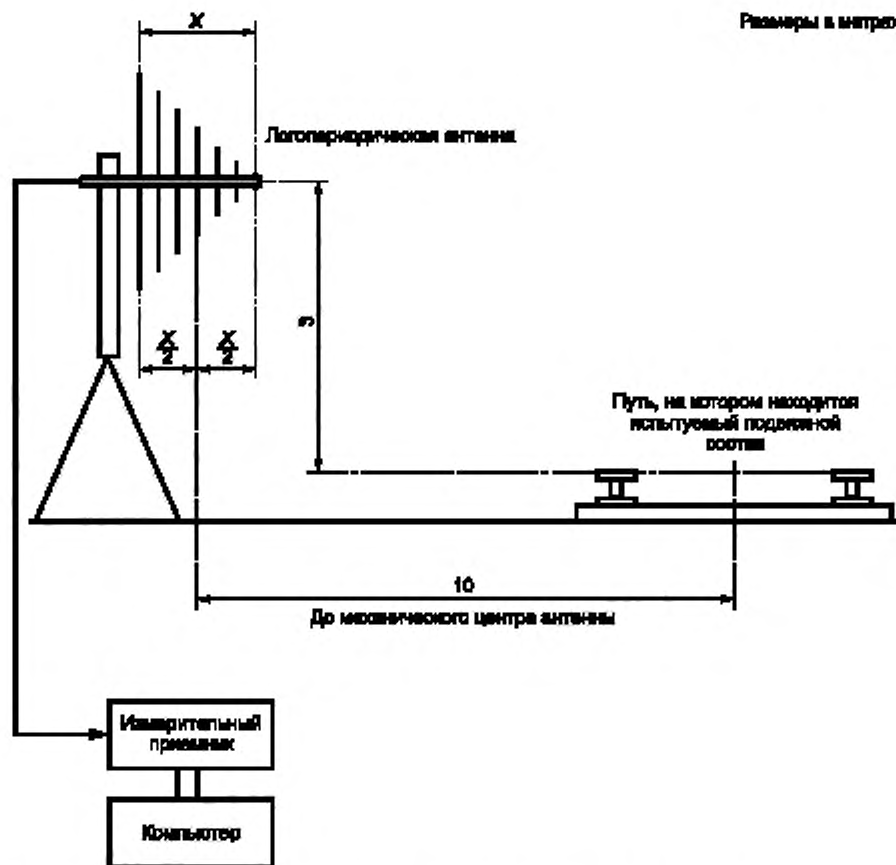 Размеры в метрах
X
Логопериодическая антенна
X
2
X
2
3
Путь, на котором находится
испытуемый подвижной
состав
10
До механического центра антенны
Измерительный
приемник
Компьютер